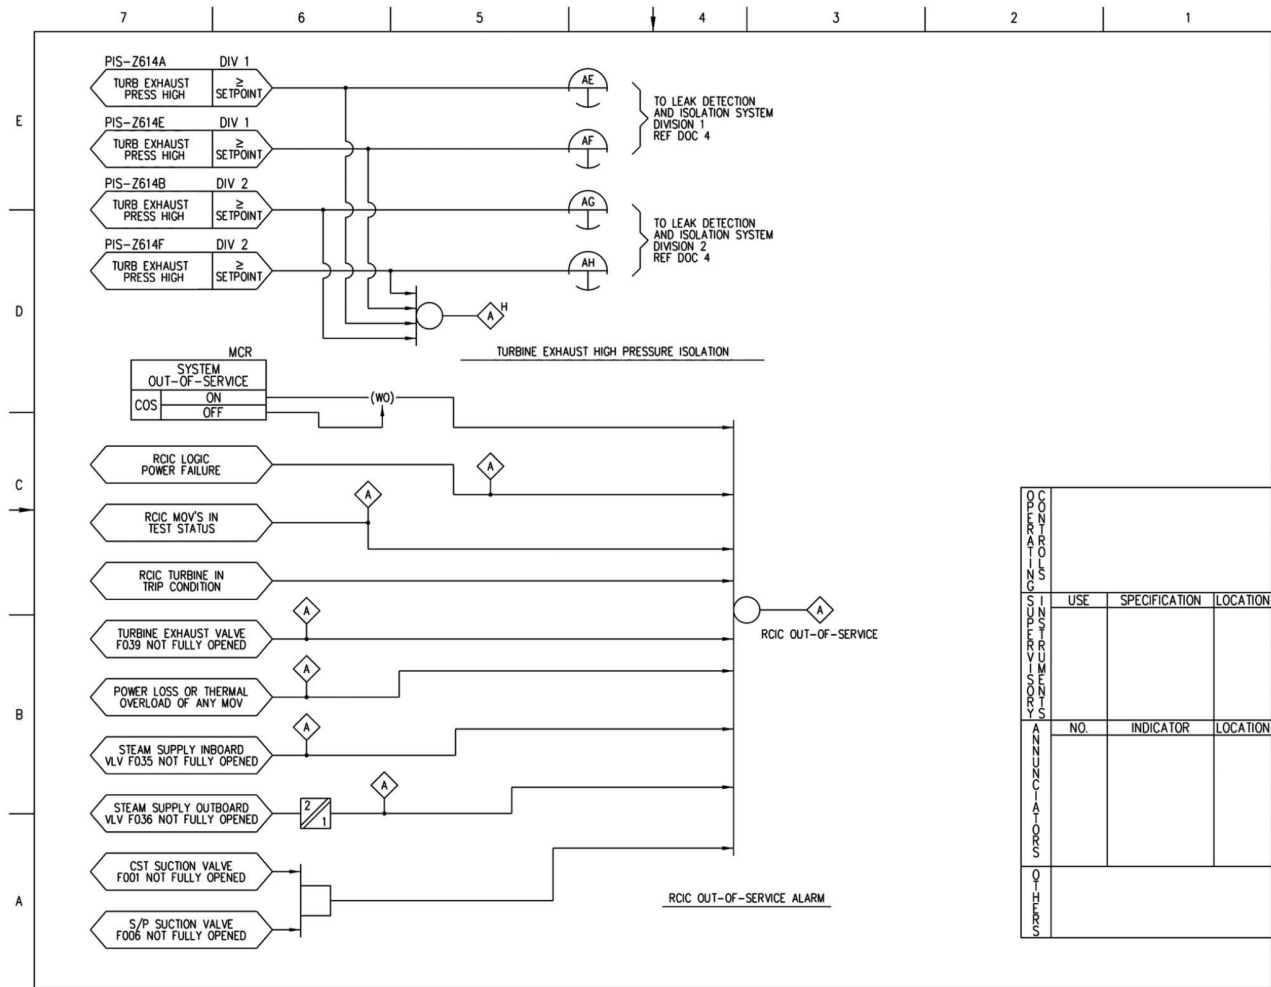 7 6 5 4 3 2 1
E
D
C
B
A
PIS-Z614A DIV 1
TURB EXHAUST
PRESS HIGH
≥
SETPOINT
AE
PIS-Z614E DIV 1
TURB EXHAUST
PRESS HIGH
≥
SETPOINT
AF
TO LEAK DETECTION
AND ISOLATION SYSTEM
DIVISION 1
REF DOC 4
PIS-Z614B DIV 2
TURB EXHAUST
PRESS HIGH
≥
SETPOINT
AG
PIS-Z614F DIV 2
TURB EXHAUST
PRESS HIGH
≥
SETPOINT
AH
TO LEAK DETECTION
AND ISOLATION SYSTEM
DIVISION 2
REF DOC 4
A H
TURBINE EXHAUST HIGH PRESSURE ISOLATION
MCR
SYSTEM
OUT-OF-SERVICE
COS
ON
OFF
(WO)
RCIC LOGIC
POWER FAILURE
A
RCIC MOV'S IN
TEST STATUS
A
RCIC TURBINE IN
TRIP CONDITION
TURBINE EXHAUST VALVE
F039 NOT FULLY OPENED
A
A
RCIC OUT-OF-SERVICE
POWER LOSS OR THERMAL
OVERLOAD OF ANY MOV
A
STEAM SUPPLY INBOARD
VLV F035 NOT FULLY OPENED
A
STEAM SUPPLY OUTBOARD
VLV F036 NOT FULLY OPENED
2
1
A
CST SUCTION VALVE
F001 NOT FULLY OPENED
S/P SUCTION VALVE
F006 NOT FULLY OPENED
RCIC OUT-OF-SERVICE ALARM
OPERATING
CONTROLS
SUPERVISORY
INSTRUMENTS
USE SPECIFICATION LOCATION
ANNUNCIATORS
NO. INDICATOR LOCATION
OTHERS